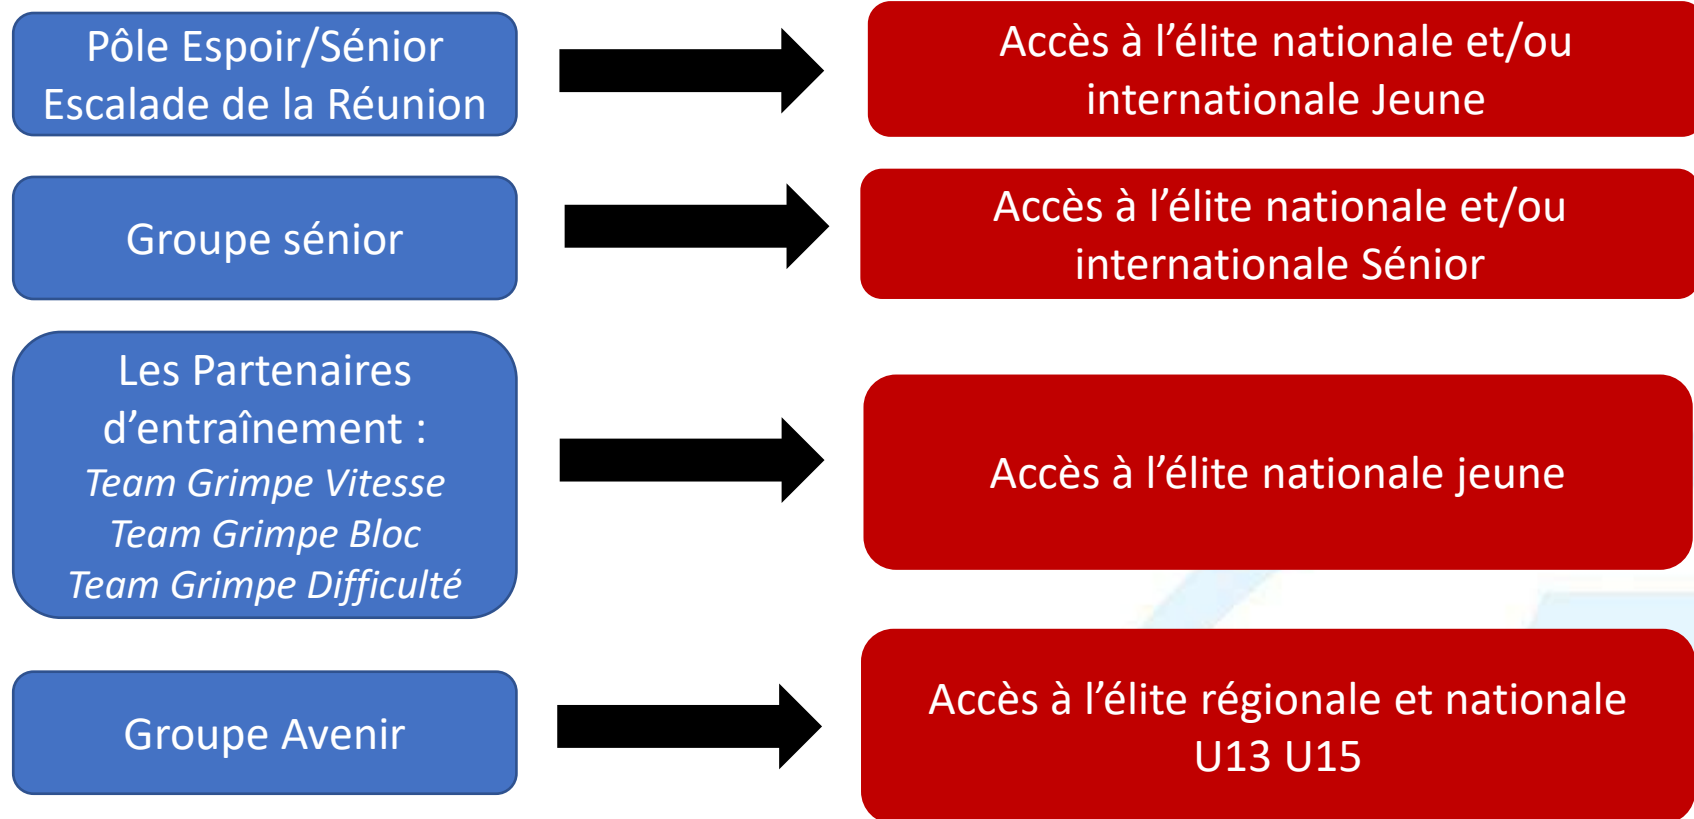 Pôle Espoir/Sénior
Escalade de la Réunion
Accès à l’élite nationale et/ou
internationale Jeune
Groupe sénior
Accès à l’élite nationale et/ou
internationale Sénior
Les Partenaires
d’entraînement :
Team Grimpe Vitesse
Team Grimpe Bloc
Team Grimpe Difficulté
Accès à l’élite nationale jeune
Groupe Avenir
Accès à l’élite régionale et nationale
U13 U15